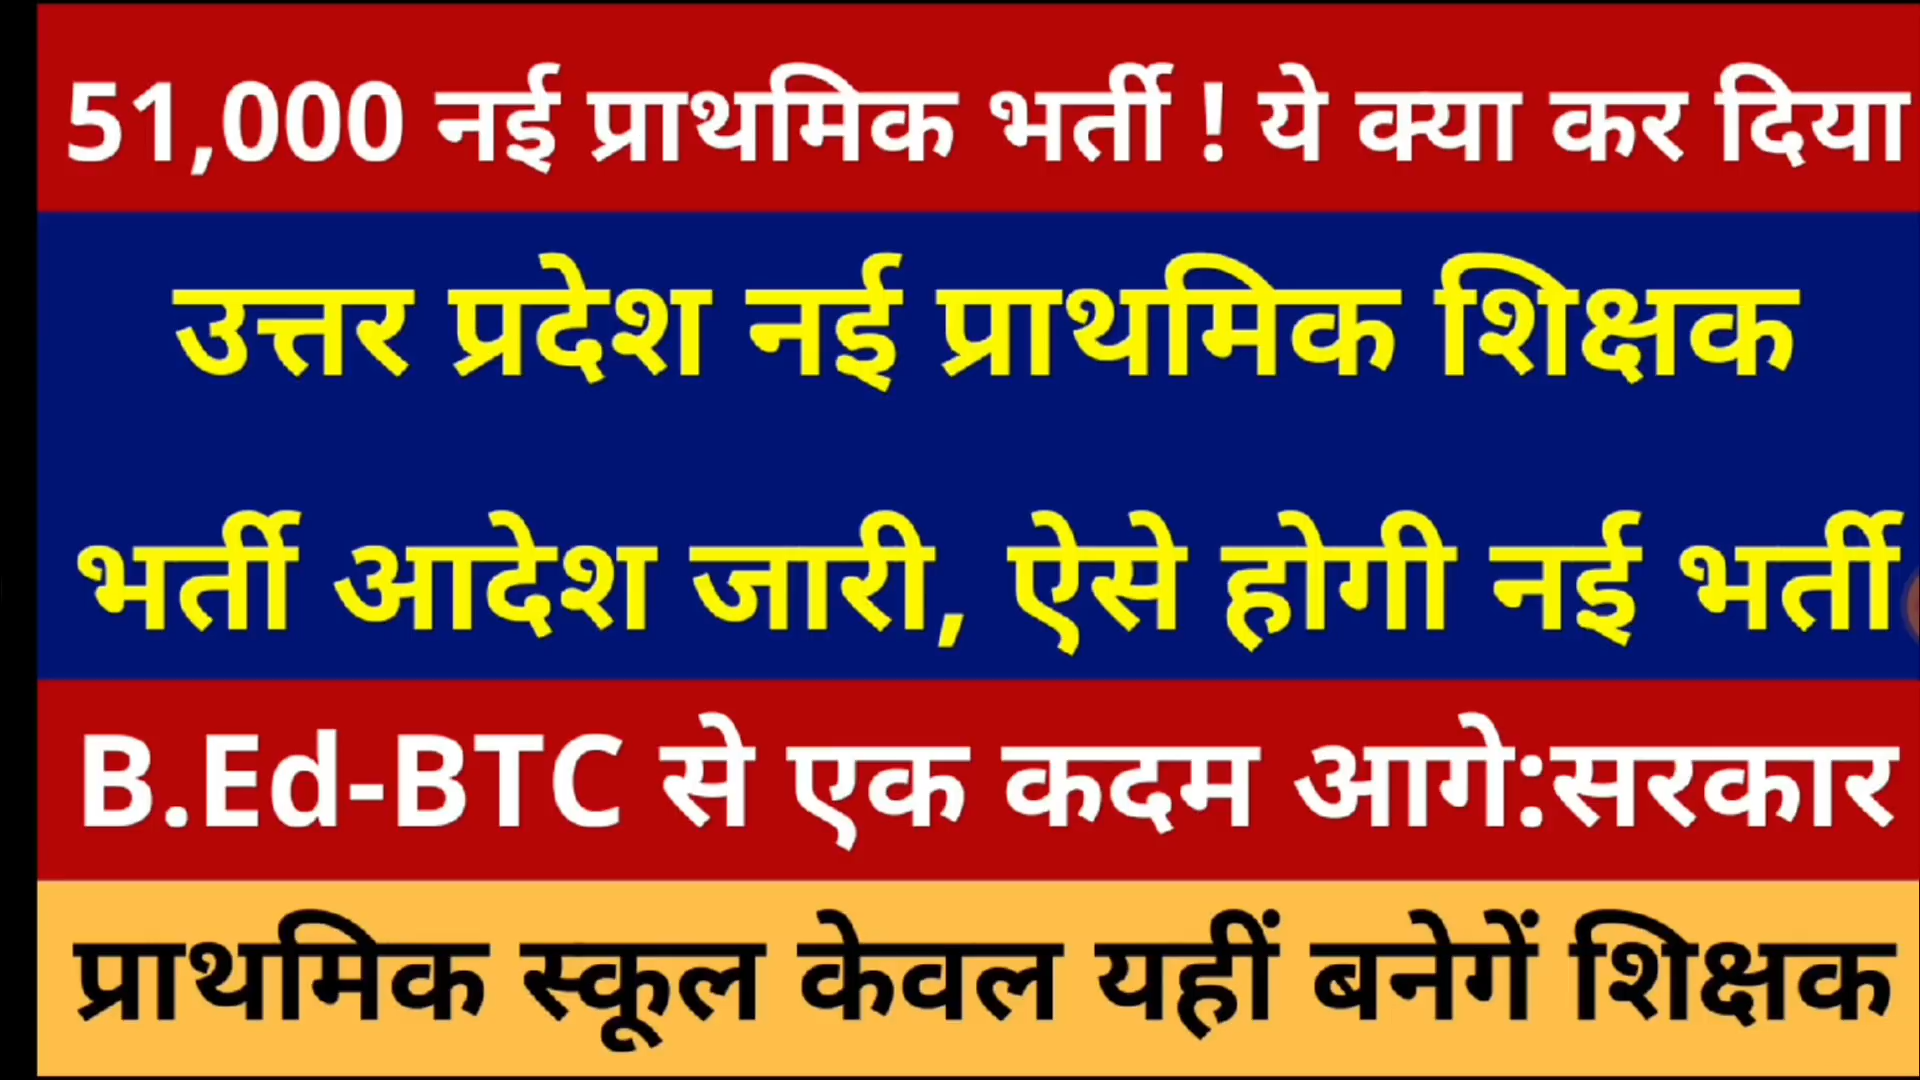 51,000 नई प्राथमिक भर्ती ! ये क्या कर दिया
उत्तर प्रदेश नई प्राथमिक शिक्षक
भर्ती आदेश जारी, ऐसे होगी नई भर्ती
B.Ed-BTC से एक कदम आगे:सरकार
प्राथमिक स्कूल केवल यहीं बनेगें शिक्षक